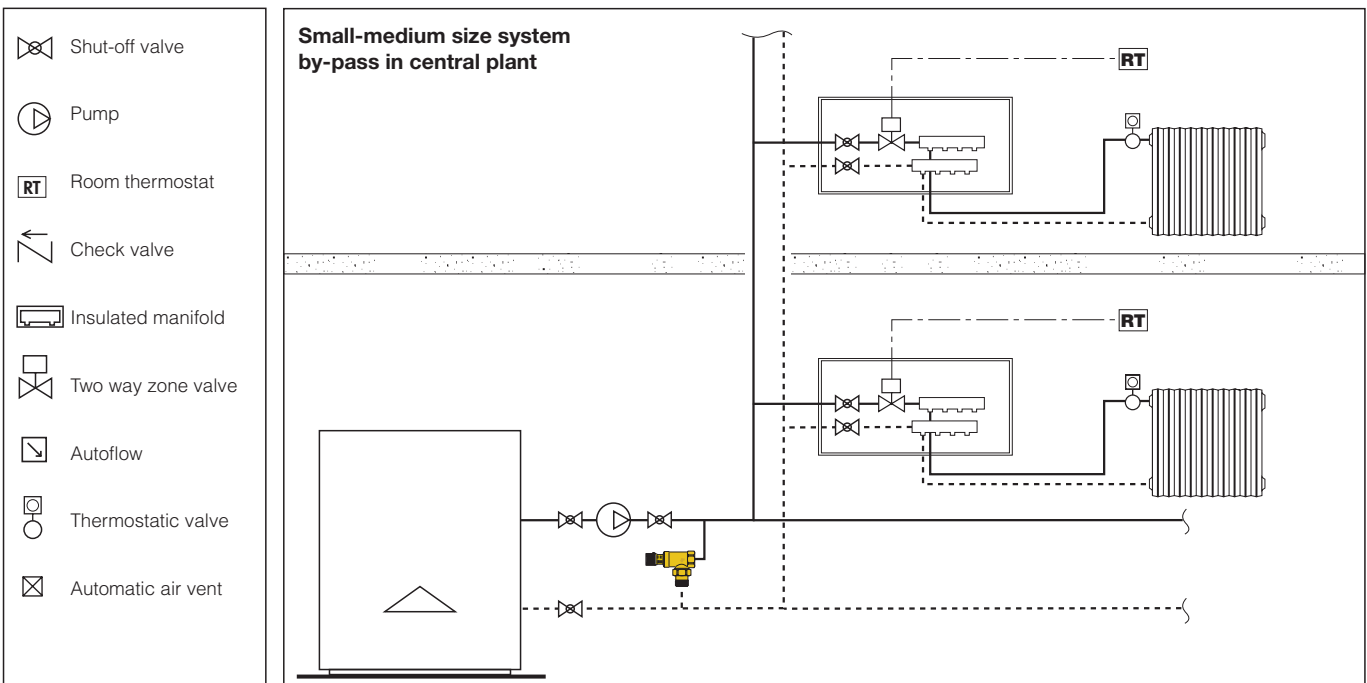 Shut-off valve
Pump
RT
Room thermostat
Check valve
Insulated manifold
Two way zone valve
Autoflow
Thermostatic valve
Automatic air vent
Small-medium size system
by-pass in central plant
RT
RT